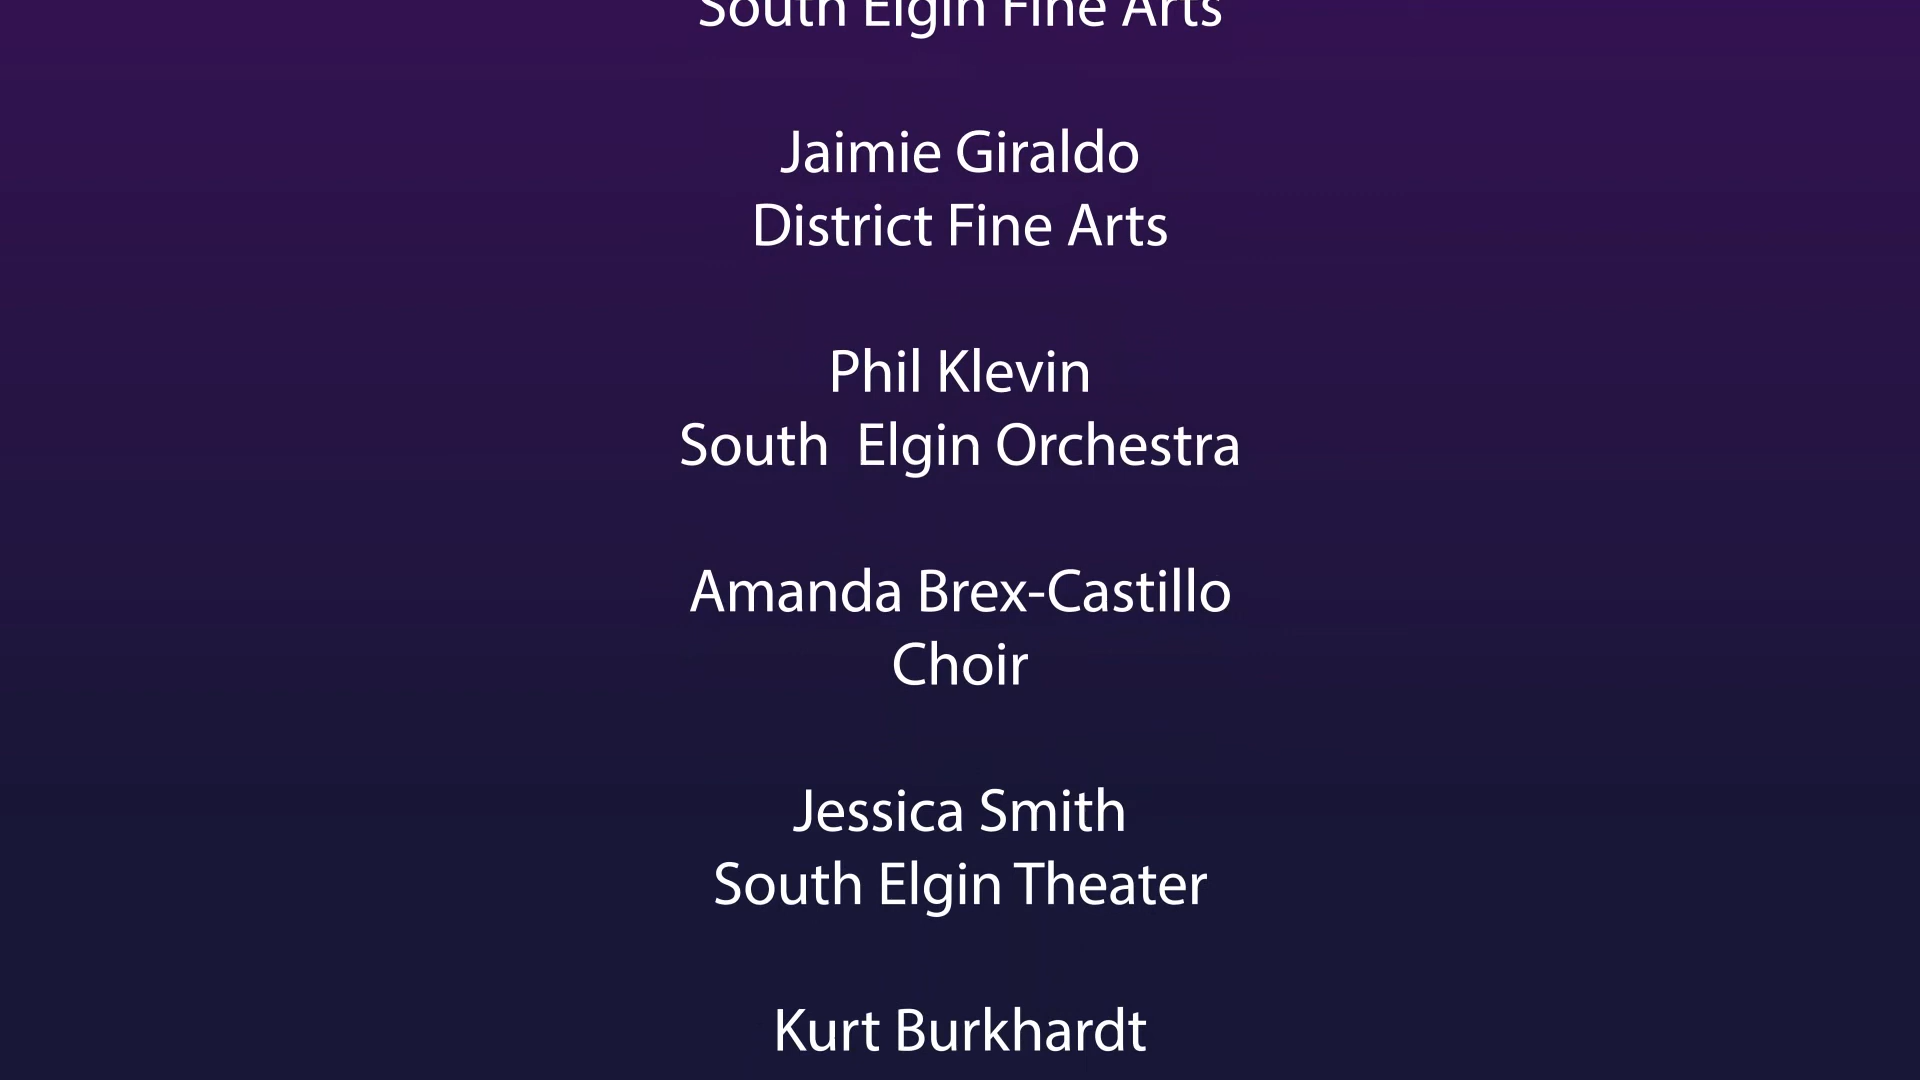 South Elgin Fine Arts
Jaimie Giraldo
District Fine Arts
Phil Klevin
South  Elgin Orchestra
Amanda Brex-Castillo
Choir
Jessica Smith
South Elgin Theater
Kurt Burkhardt